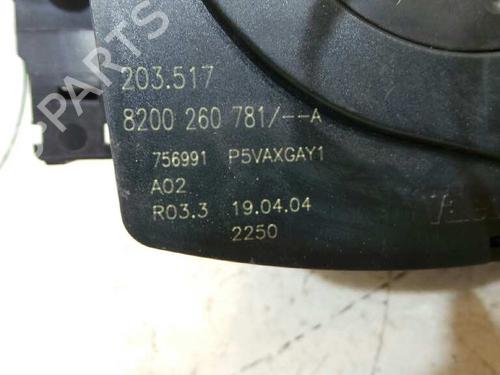 203.517
8200 260 781/--A
756991 P5VAXGAY1
A02
R03.3 19.04.04
2250
PARTS